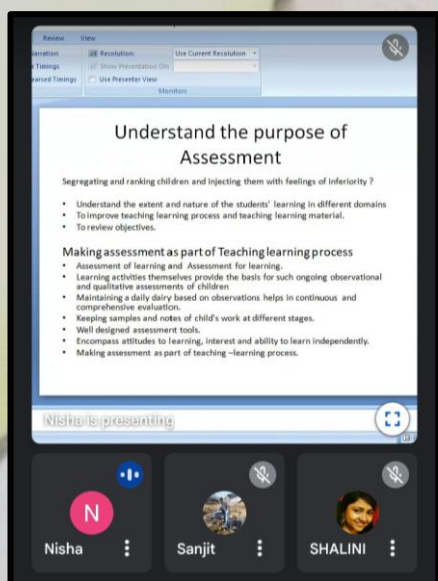 Review View
Narration
Resolution: Use Current Resolution
Timings
Show Presentation On:
Rehearsed Timings
Use Presenter View
Monitors
Understand the purpose of
Assessment
Segregating and ranking children and injecting them with feelings of inferiority ?
• Understand the extent and nature of the students' learning in different domains
• To improve teaching learning process and teaching learning material.
• To review objectives.
Making assessment as part of Teaching learning process
• Assessment of learning and Assessment for learning.
• Learning activities themselves provide the basis for such ongoing observational
and qualitative assessments of children
• Maintaining a daily dairy based on observations helps in continuous and
comprehensive evaluation.
• Keeping samples and notes of child's work at different stages.
• Well designed assessment tools.
• Encompass attitudes to learning, interest and ability to learn independently.
• Making assessment as part of teaching –learning process.
Nisha is presenting
N
Nisha Sanjit SHALINI